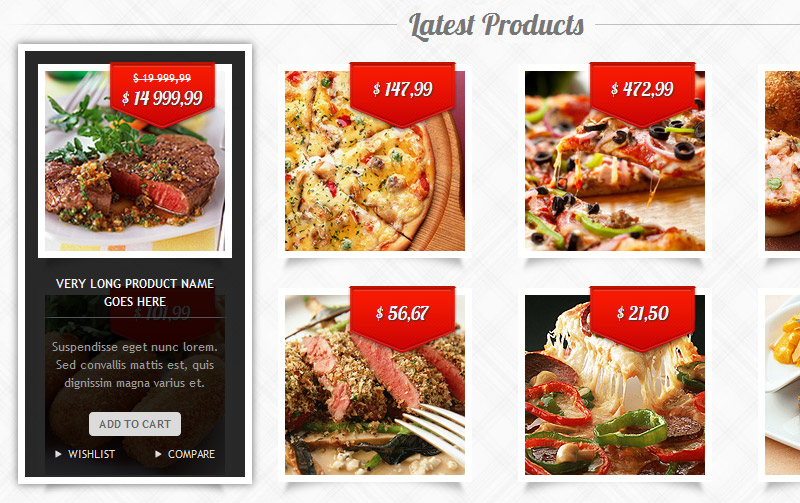 Latest Products
$ 19 999,99
$ 14 999,99
$ 147,99
$ 472,99
VERY LONG PRODUCT NAME
GOES HERE
$ 101,99
Suspendisse eget nunc lorem.
Sed convallis mattis est, quis
dignissim magna varius et.
ADD TO CART
WISHLIST
COMPARE
$ 56,67
$ 21,50